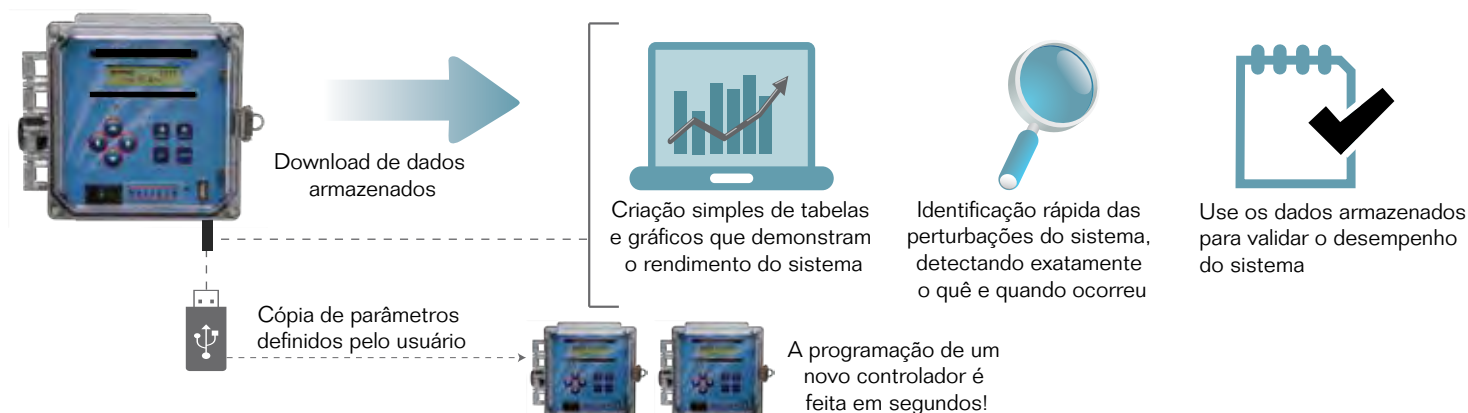 Download de dados
armazenados
Criação simples de tabelas
e gráficos que demonstram
o rendimento do sistema
Identificação rápida das
perturbações do sistema,
detectando exatamente
o quê e quando ocorreu
Use os dados armazenados
para validar o desempenho
do sistema
Cópia de parâmetros
definidos pelo usuário
A programação de um
novo controlador é
feita em segundos!